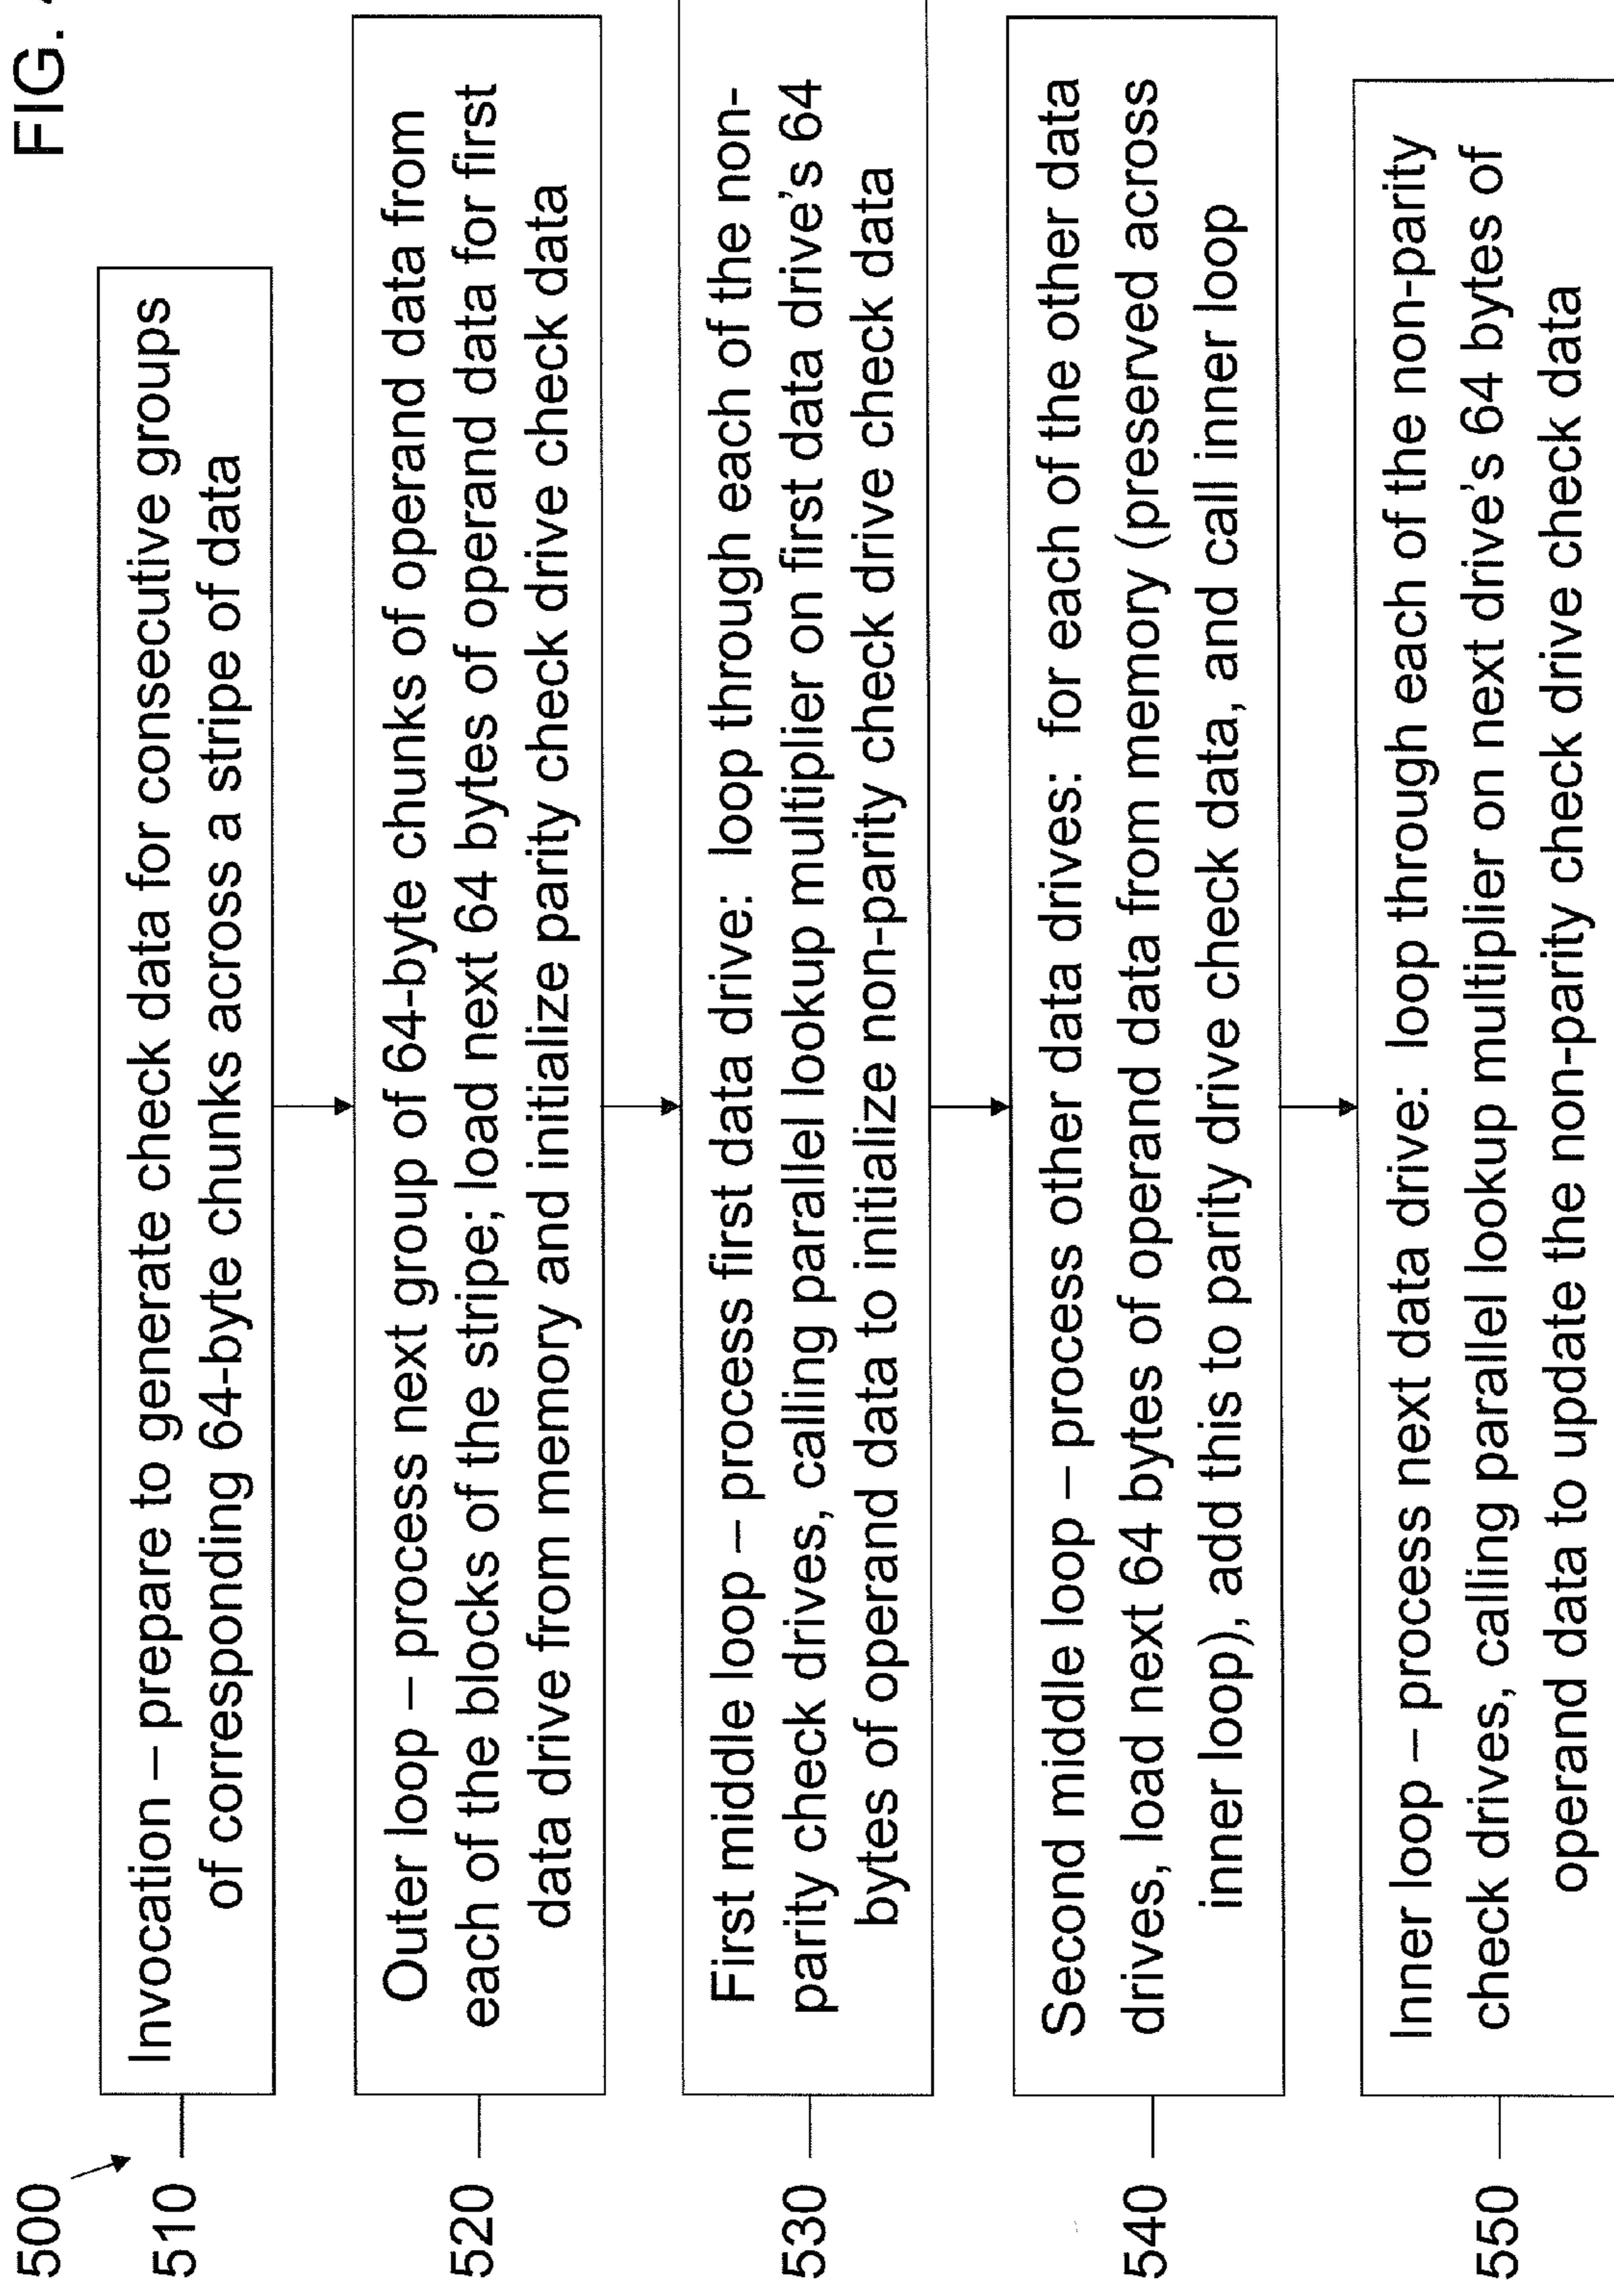 FIG.
500
510
Invocation – prepare to generate check data for consecutive groups
of corresponding 64-byte chunks across a stripe of data
520
Outer loop – process next group of 64-byte chunks of operand data from
each of the blocks of the stripe; load next 64 bytes of operand data for first
data drive from memory and initialize parity check drive check data
530
First middle loop – process first data drive:  loop through each of the non-
parity check drives, calling parallel lookup multiplier on first data drive's 64
bytes of operand data to initialize non-parity check drive check data
540
Second middle loop – process other data drives:  for each of the other data
drives, load next 64 bytes of operand data from memory (preserved across
inner loop), add this to parity drive check data, and call inner loop
550
Inner loop – process next data drive:  loop through each of the non-parity
check drives, calling parallel lookup multiplier on next drive's 64 bytes of
operand data to update the non-parity check drive check data